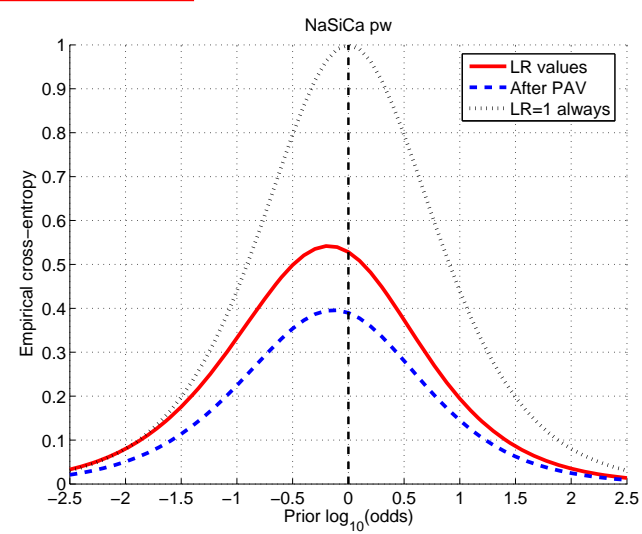 NaSiCa pw
1
0.9
0.8
0.7
0.6
0.5
0.4
0.3
0.2
0.1
0
Empirical cross−entropy
LR values
After PAV
LR=1 always
−2.5 −2 −1.5 −1 −0.5 0 0.5 1 1.5 2 2.5
Prior log10(odds)